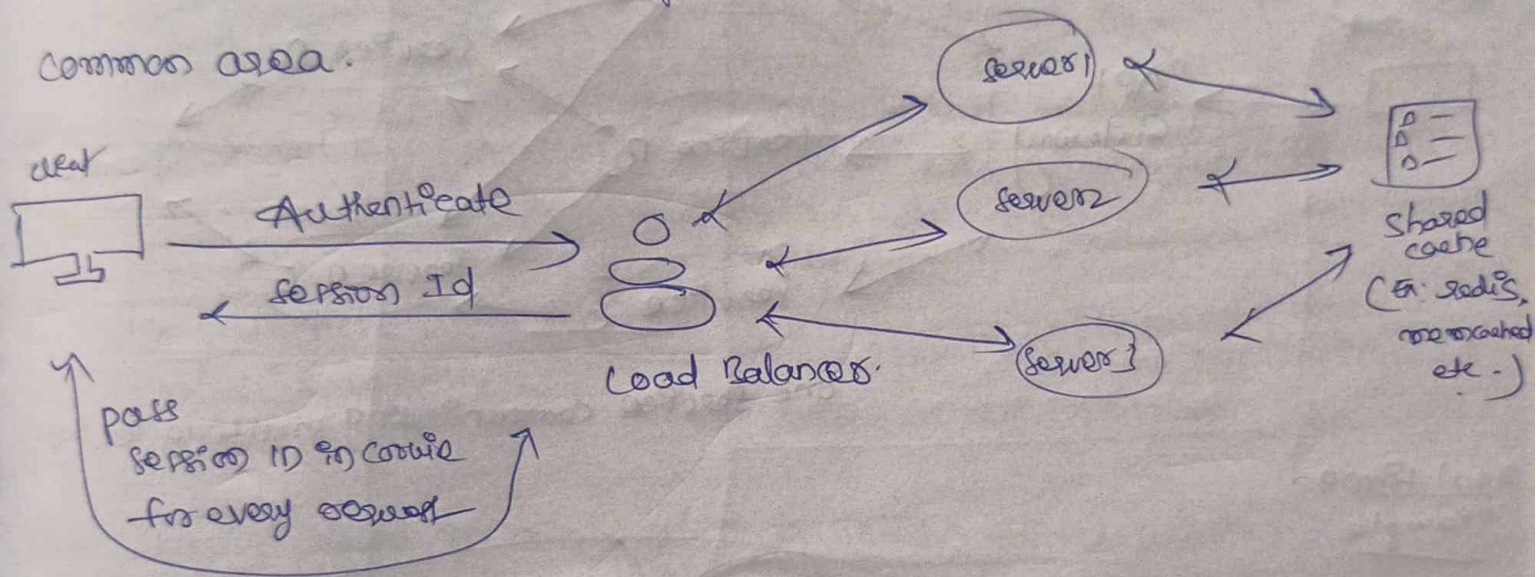 common area.
client
Authenticate
Session Id
Load Balancer.
server1
server2
server3
shared
cache
(Ex. redis,
memcached
etc.)
pass
session ID in cookie
for every request